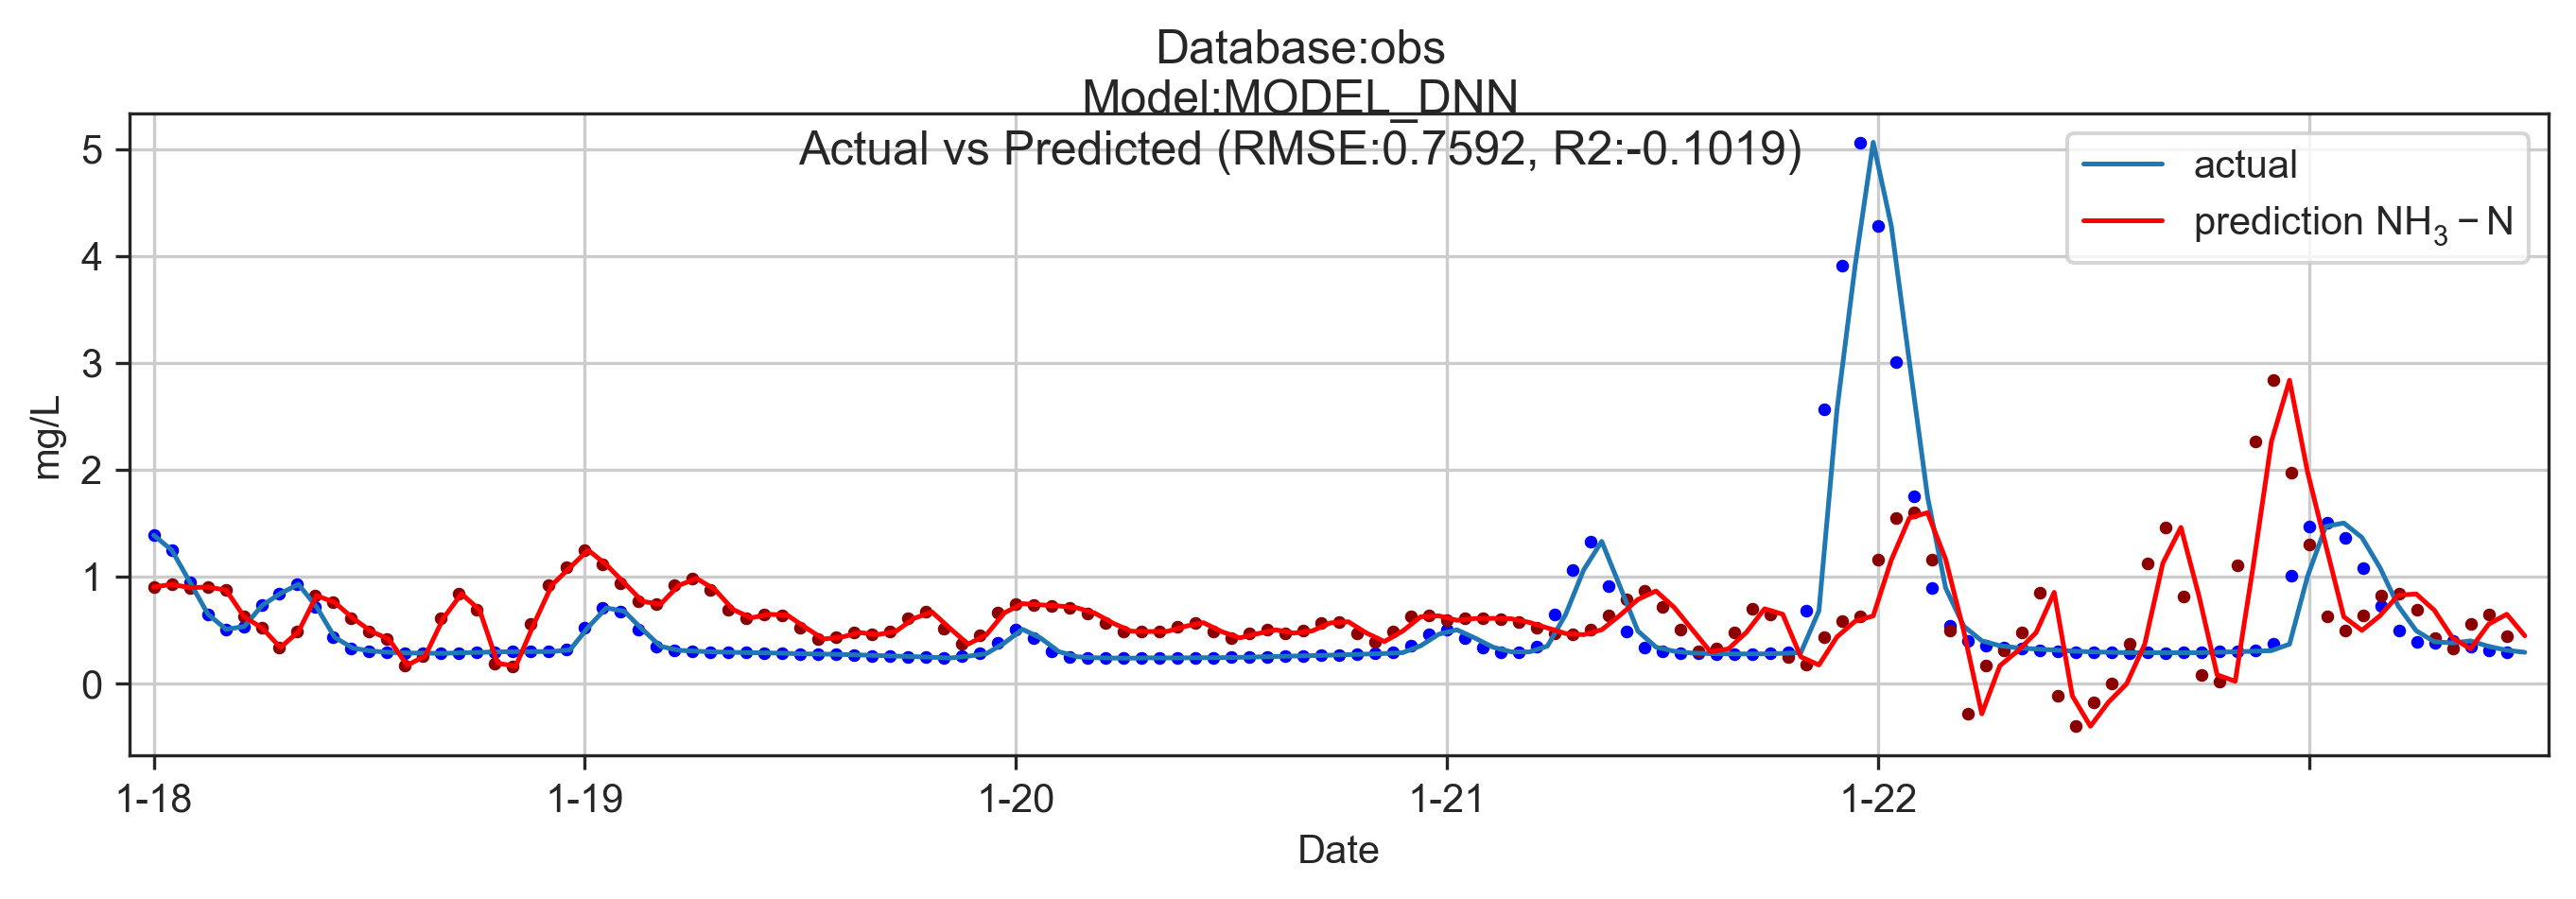 Database:obs
Model:MODEL_DNN
Actual vs Predicted (RMSE:0.7592, R2:-0.1019)
actual
prediction NH₃ − N
5
4
3
2
1
0
mg/L
1-18 1-19 1-20 1-21 1-22
Date